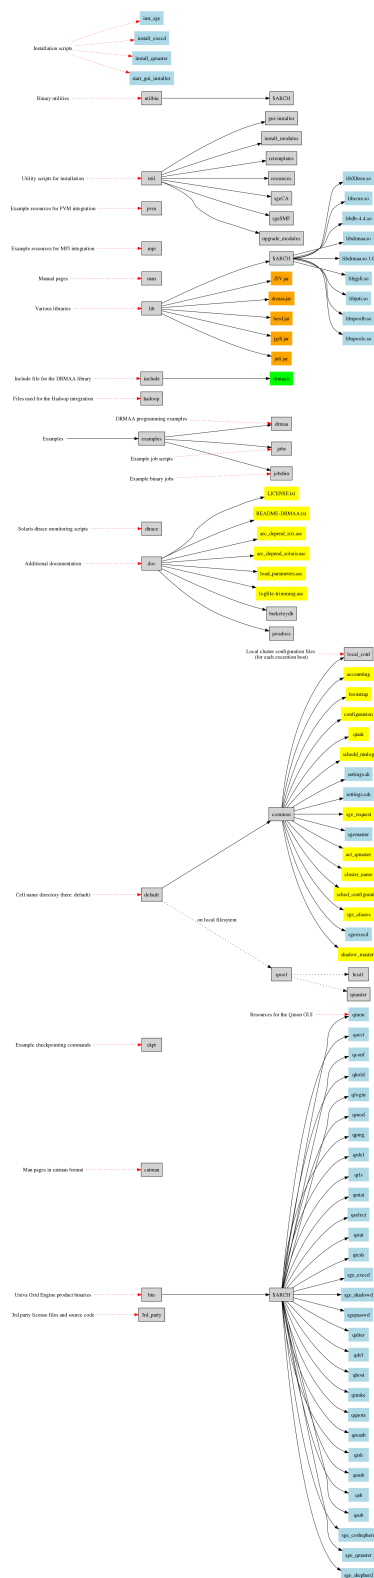 inst_sge
install_execd
Installation scripts
install_qmaster
start_gui_installer
Binary utilities
utilbin
$ARCH
gui-installer
install_modules
rctemplates
Utility scripts for installation
util
resources
sgeCA
sgeSMF
upgrade_modules
Example resources for PVM integration
pvm
Example resources for MPI integration
mpi
Manual pages
man
Various libraries
lib
$ARCH
JSV.jar
drmaa.jar
herd.jar
jgdi.jar
juti.jar
libXltree.so
libcore.so
libdb-4.4.so
libdrmaa.so
libdrmaa.so.1.0
libjgdi.so
libjuti.so
libspoolb.so
libspoolc.so
Include file for the DRMAA library
include
drmaa.h
Files used for the Hadoop integration
hadoop
DRMAA programming examples
drmaa
Examples
examples
jobs
Example job scripts
jobsbin
Example binary jobs
LICENSE.txt
README-DRMAA.txt
Solaris dtrace monitoring scripts
dtrace
arc_depend_irix.asc
arc_depend_solaris.asc
Additional documentation
doc
load_parameters.asc
logfile-trimming.asc
berkeleydb
javadocs
Local cluster configuration files
(for each execution host)
local_conf
accounting
bootstrap
configuration
qtask
schedd_runlog
settings.sh
settings.csh
common
sge_request
sgemaster
act_qmaster
cluster_name
sched_configurat
sge_aliases
sgeexecd
shadow_master
Cell name directory (here: default)
default
on local filesytem
spool
host1
qmaster
Resources for the Qmon GUI
qmon
qacct
Example checkpointing commands
ckpt
qconf
qhold
qlogin
qmod
qping
qrdel
Man pages in catman format
catman
qrls
qrstat
qselect
qstat
qtcsh
sge_execd
Univa Grid Engine product binaries
bin
$ARCH
sge_shadowd
3rd party license files and source code
3rd_party
sgepasswd
qalter
qdel
qhost
qmake
qquota
qresub
qrsh
qrsub
qsh
qsub
sge_coshepherd
sge_qmaster
sge_shepherd